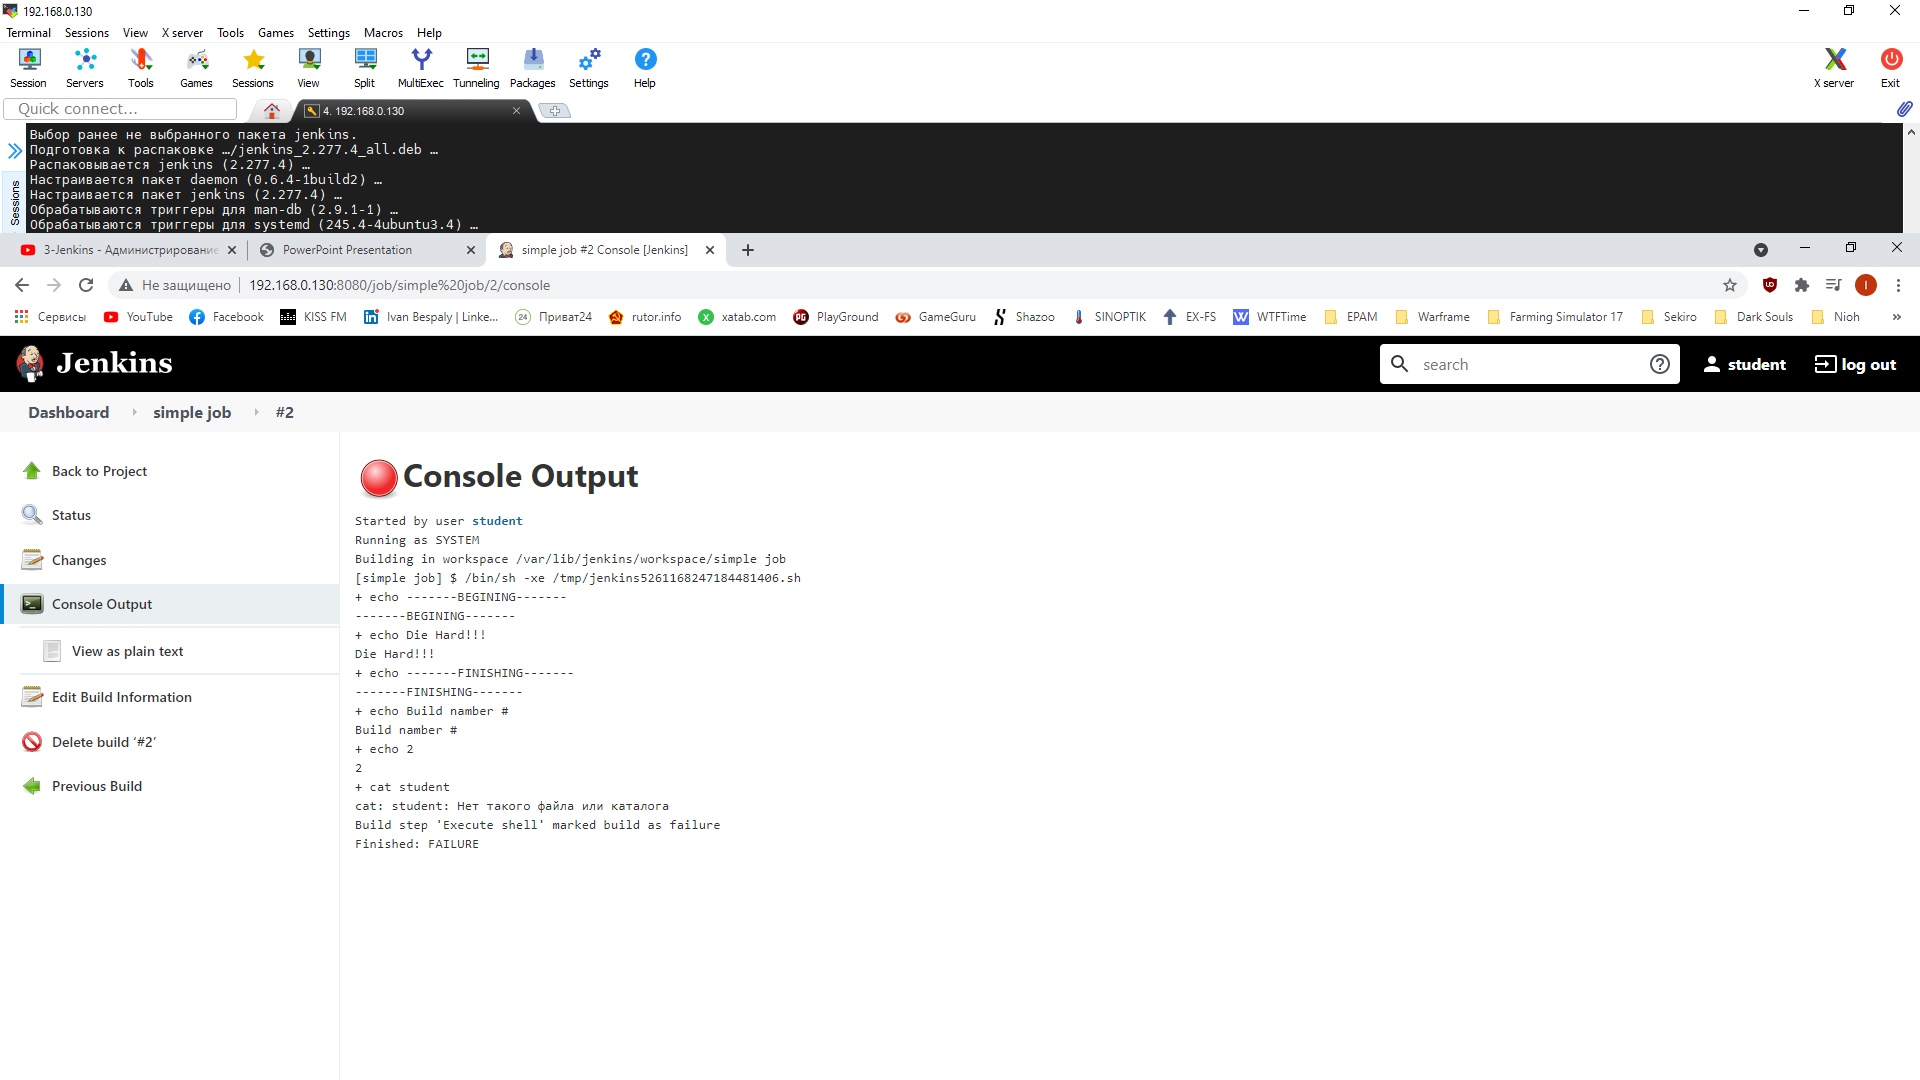 192.168.0.130
Terminal Sessions View X server Tools Games Settings Macros Help
Session Servers Tools Games Sessions View Split MultiExec Tunneling Packages Settings Help X server Exit
Quick connect... 4. 192.168.0.130
Sessions
Выбор ранее не выбранного пакета jenkins.
Подготовка к распаковке …/jenkins_2.277.4_all.deb …
Распаковывается jenkins (2.277.4) …
Настраивается пакет daemon (0.6.4-1build2) …
Настраивается пакет jenkins (2.277.4) …
Обрабатываются триггеры для man-db (2.9.1-1) …
Обрабатываются триггеры для systemd (245.4-4ubuntu3.4) …
3-Jenkins - Администрирование PowerPoint Presentation simple job #2 Console [Jenkins]
Не защищено 192.168.0.130:8080/job/simple%20job/2/console I
Сервисы YouTube Facebook KISS FM Ivan Bespaly | Linke... 24 Приват24 rutor.info xatab.com PlayGround GameGuru Shazoo SINOPTIK EX-FS WTFTime EPAM Warframe Farming Simulator 17 Sekiro Dark Souls Nioh »
Jenkins search student log out
Dashboard simple job #2
Back to Project
Status
Changes
Console Output
View as plain text
Edit Build Information
Delete build ‘#2’
Previous Build
Console Output
Started by user student
Running as SYSTEM
Building in workspace /var/lib/jenkins/workspace/simple job
[simple job] $ /bin/sh -xe /tmp/jenkins5261168247184481406.sh
+ echo -------BEGINING-------
-------BEGINING-------
+ echo Die Hard!!!
Die Hard!!!
+ echo -------FINISHING-------
-------FINISHING-------
+ echo Build namber #
Build namber #
+ echo 2
2
+ cat student
cat: student: Нет такого файла или каталога
Build step 'Execute shell' marked build as failure
Finished: FAILURE